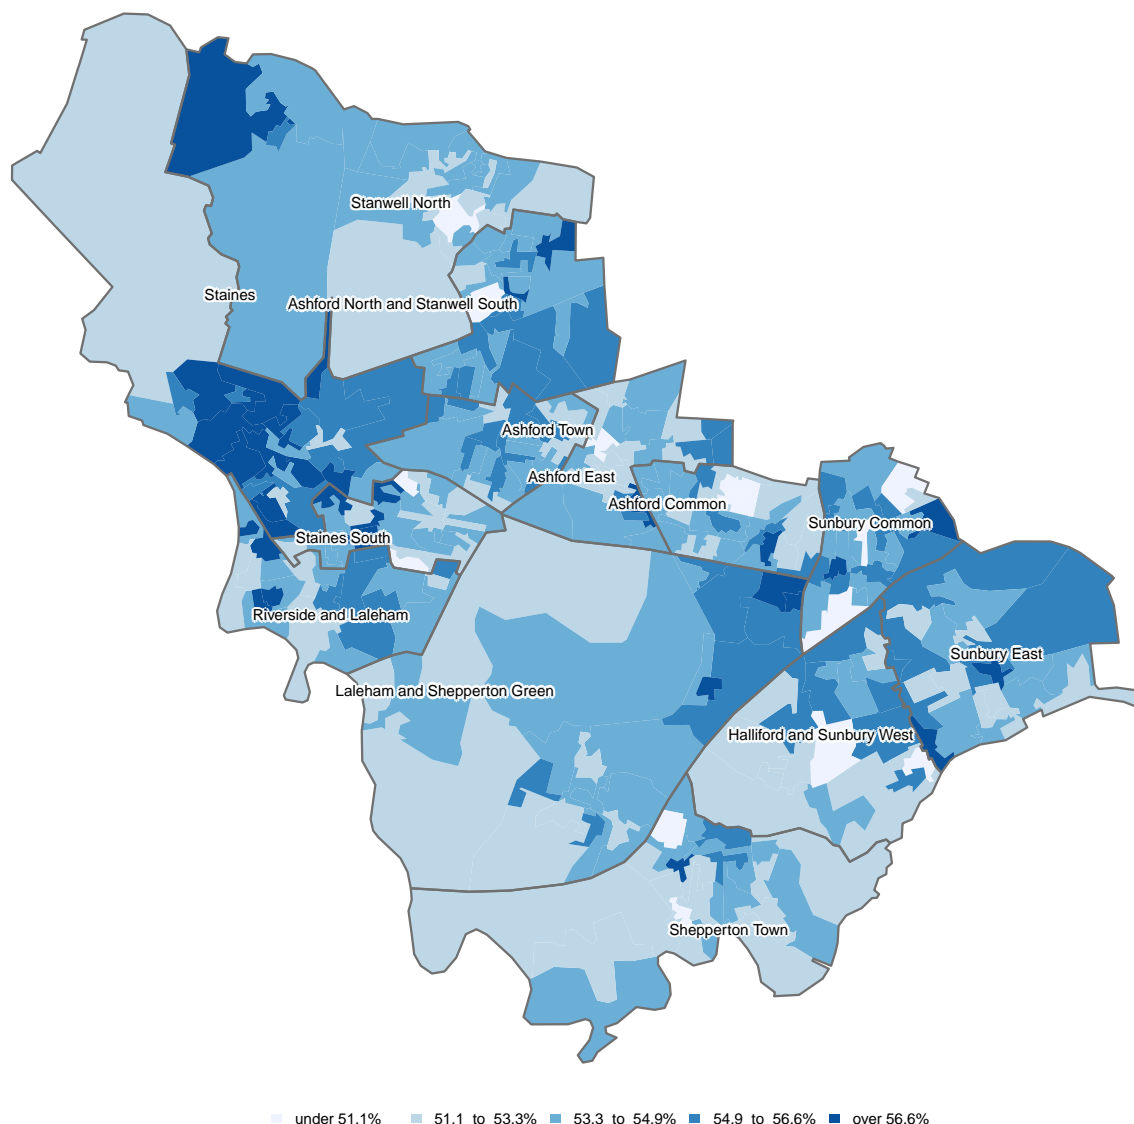 Stanwell North
Staines
Ashford North and Stanwell South
Ashford Town
Ashford East
Ashford Common
Sunbury Common
Staines South
Riverside and Laleham
Sunbury East
Laleham and Shepperton Green
Halliford and Sunbury West
Shepperton Town
under 51.1% 51.1 to 53.3% 53.3 to 54.9% 54.9 to 56.6% over 56.6%